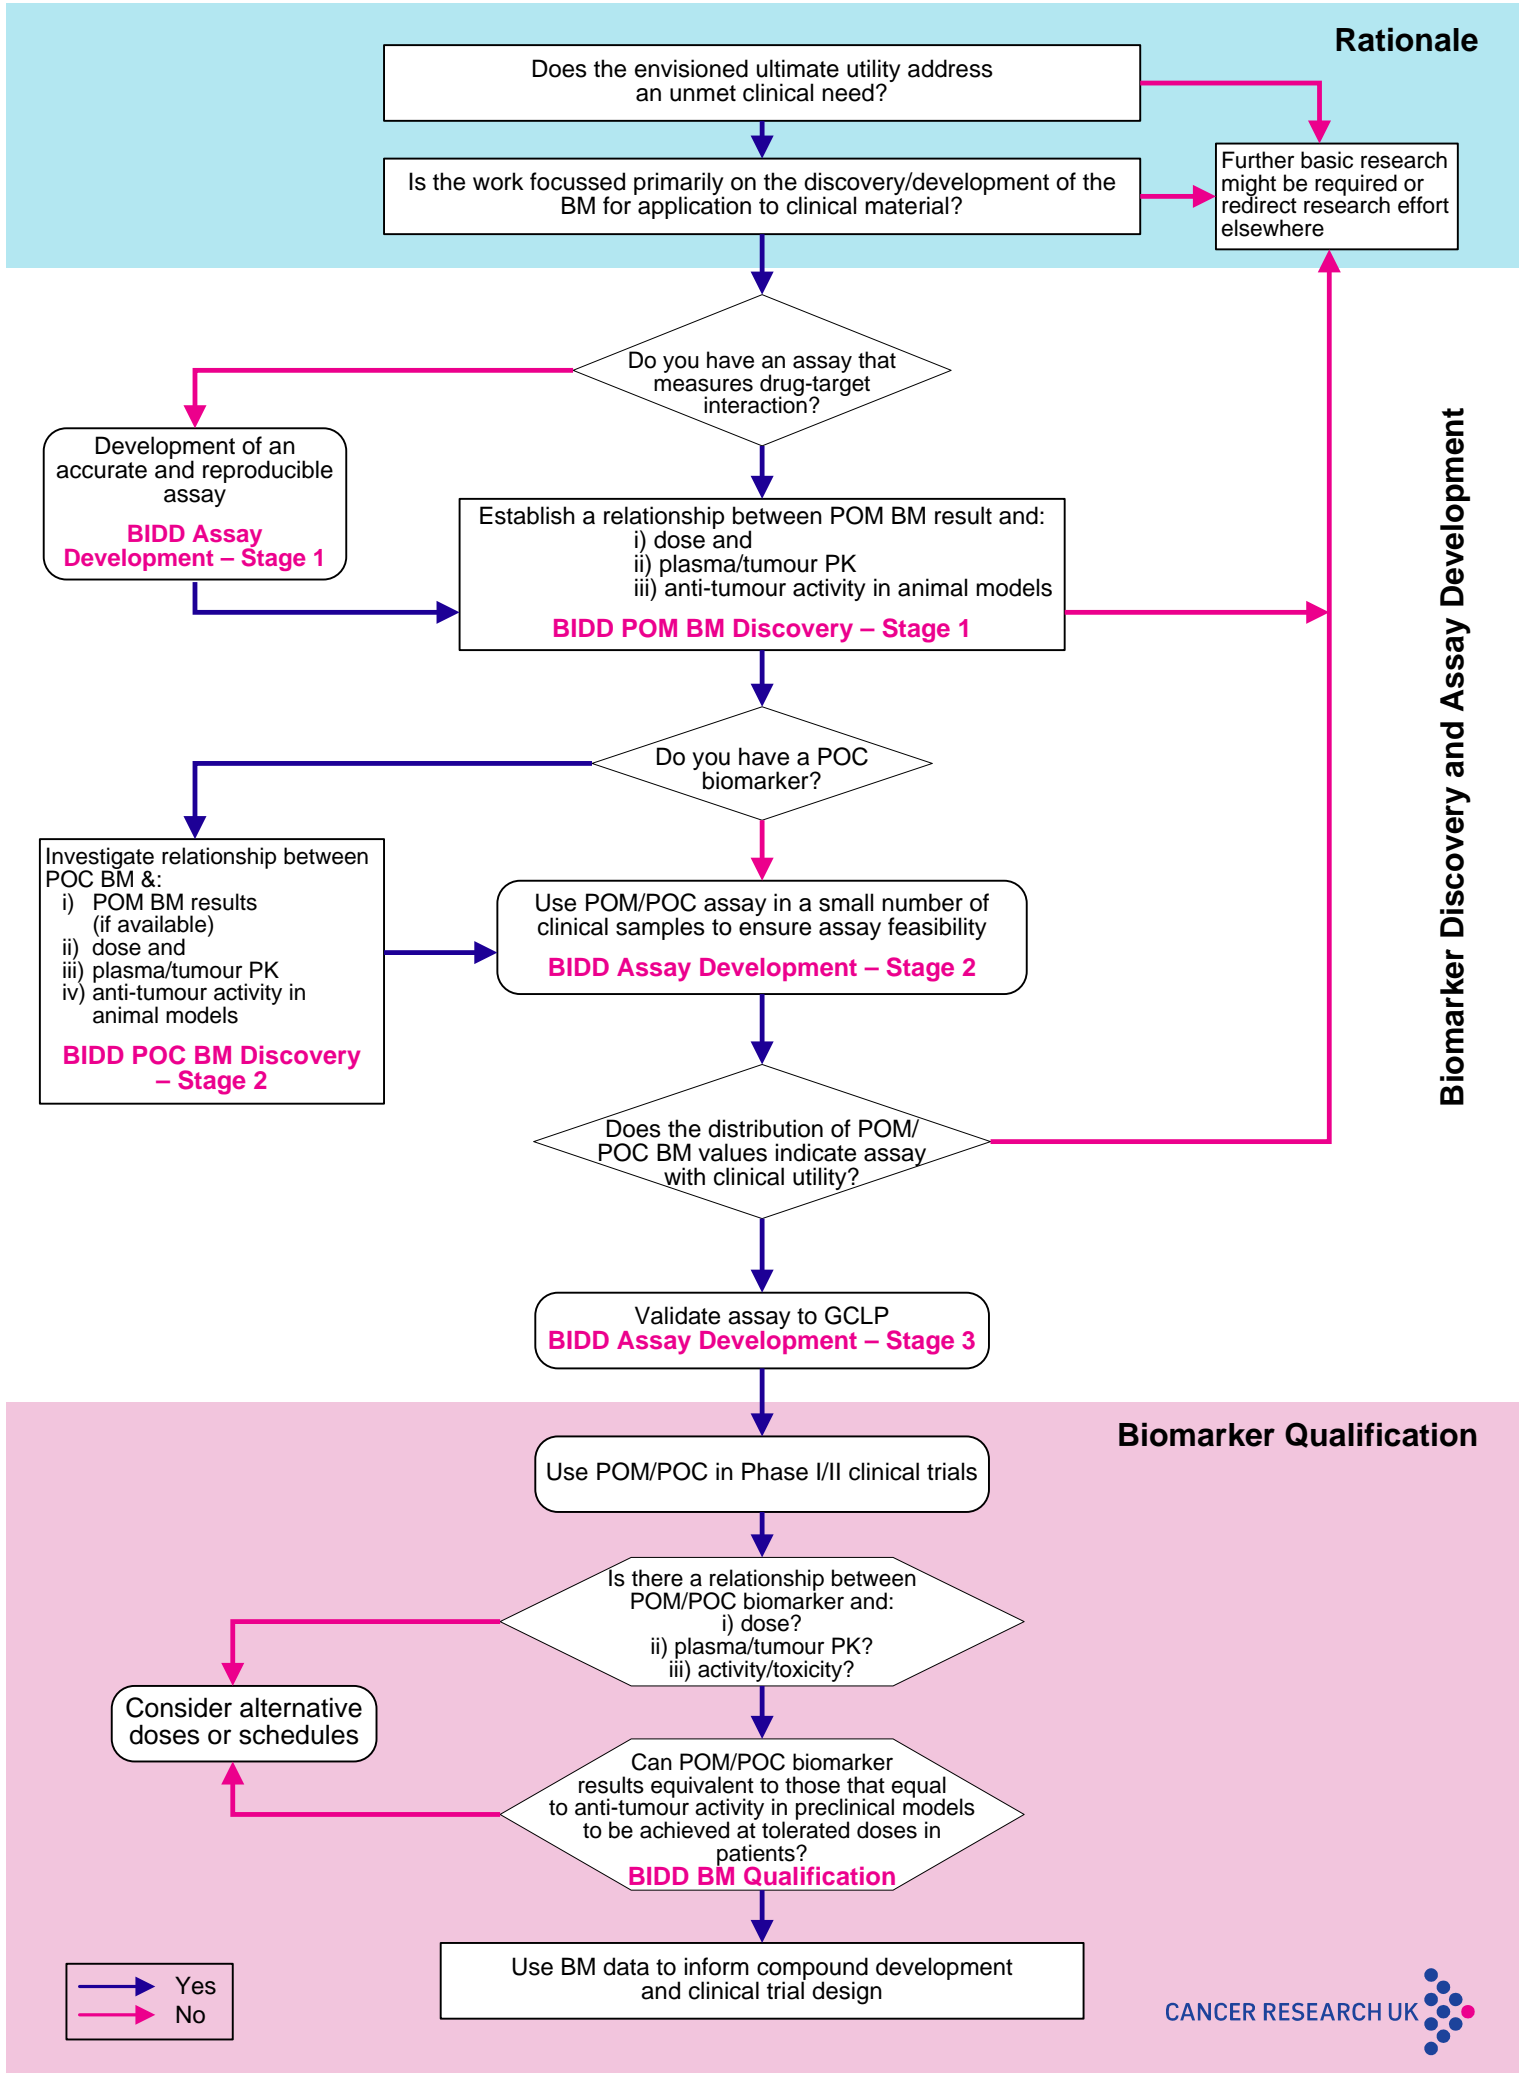 Rationale
Does the envisioned ultimate utility address
an unmet clinical need?
Is the work focussed primarily on the discovery/development of the
BM for application to clinical material?
Further basic research
might be required or
redirect research effort
elsewhere
Do you have an assay that
measures drug-target
interaction?
Development of an
accurate and reproducible
assay
BIDD Assay
Development – Stage 1
Establish a relationship between POM BM result and:
i) dose and
ii) plasma/tumour PK
iii) anti-tumour activity in animal models
BIDD POM BM Discovery – Stage 1
Biomarker Discovery and Assay Development
Do you have a POC
biomarker?
Investigate relationship between
POC BM &:
i) POM BM results
(if available)
ii) dose and
iii) plasma/tumour PK
iv) anti-tumour activity in
animal models
BIDD POC BM Discovery
– Stage 2
Use POM/POC assay in a small number of
clinical samples to ensure assay feasibility
BIDD Assay Development – Stage 2
Does the distribution of POM/
POC BM values indicate assay
with clinical utility?
Validate assay to GCLP
BIDD Assay Development – Stage 3
Biomarker Qualification
Use POM/POC in Phase I/II clinical trials
Is there a relationship between
POM/POC biomarker and:
i) dose?
ii) plasma/tumour PK?
iii) activity/toxicity?
Consider alternative
doses or schedules
Can POM/POC biomarker
results equivalent to those that equal
to anti-tumour activity in preclinical models
to be achieved at tolerated doses in
patients?
BIDD BM Qualification
Use BM data to inform compound development
and clinical trial design
Yes
No
CANCER RESEARCH UK